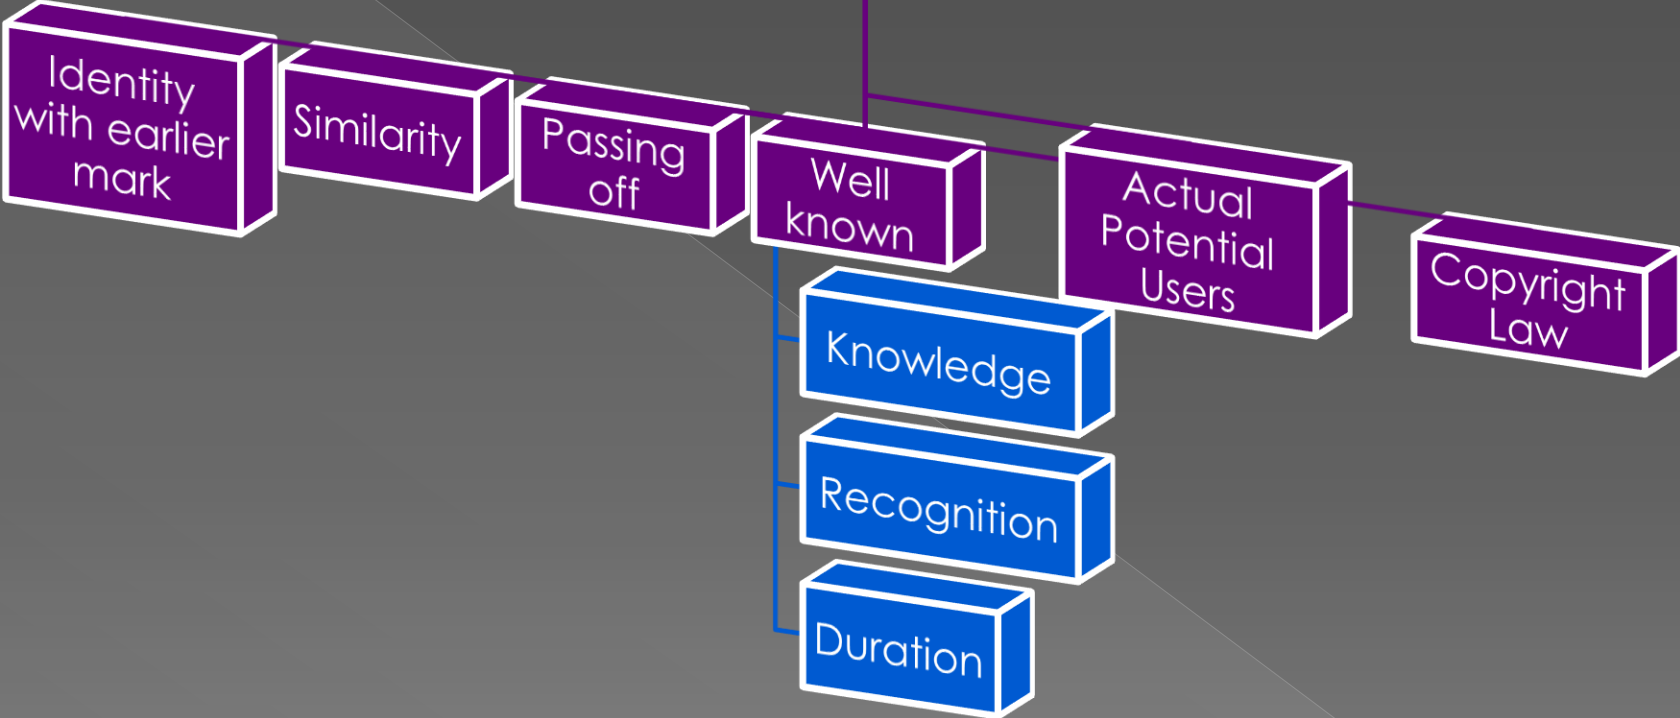 Identity
with earlier
mark
Similarity
Passing
off
Well
known
Actual
Potential
Users
Copyright
Law
Knowledge
Recognition
Duration